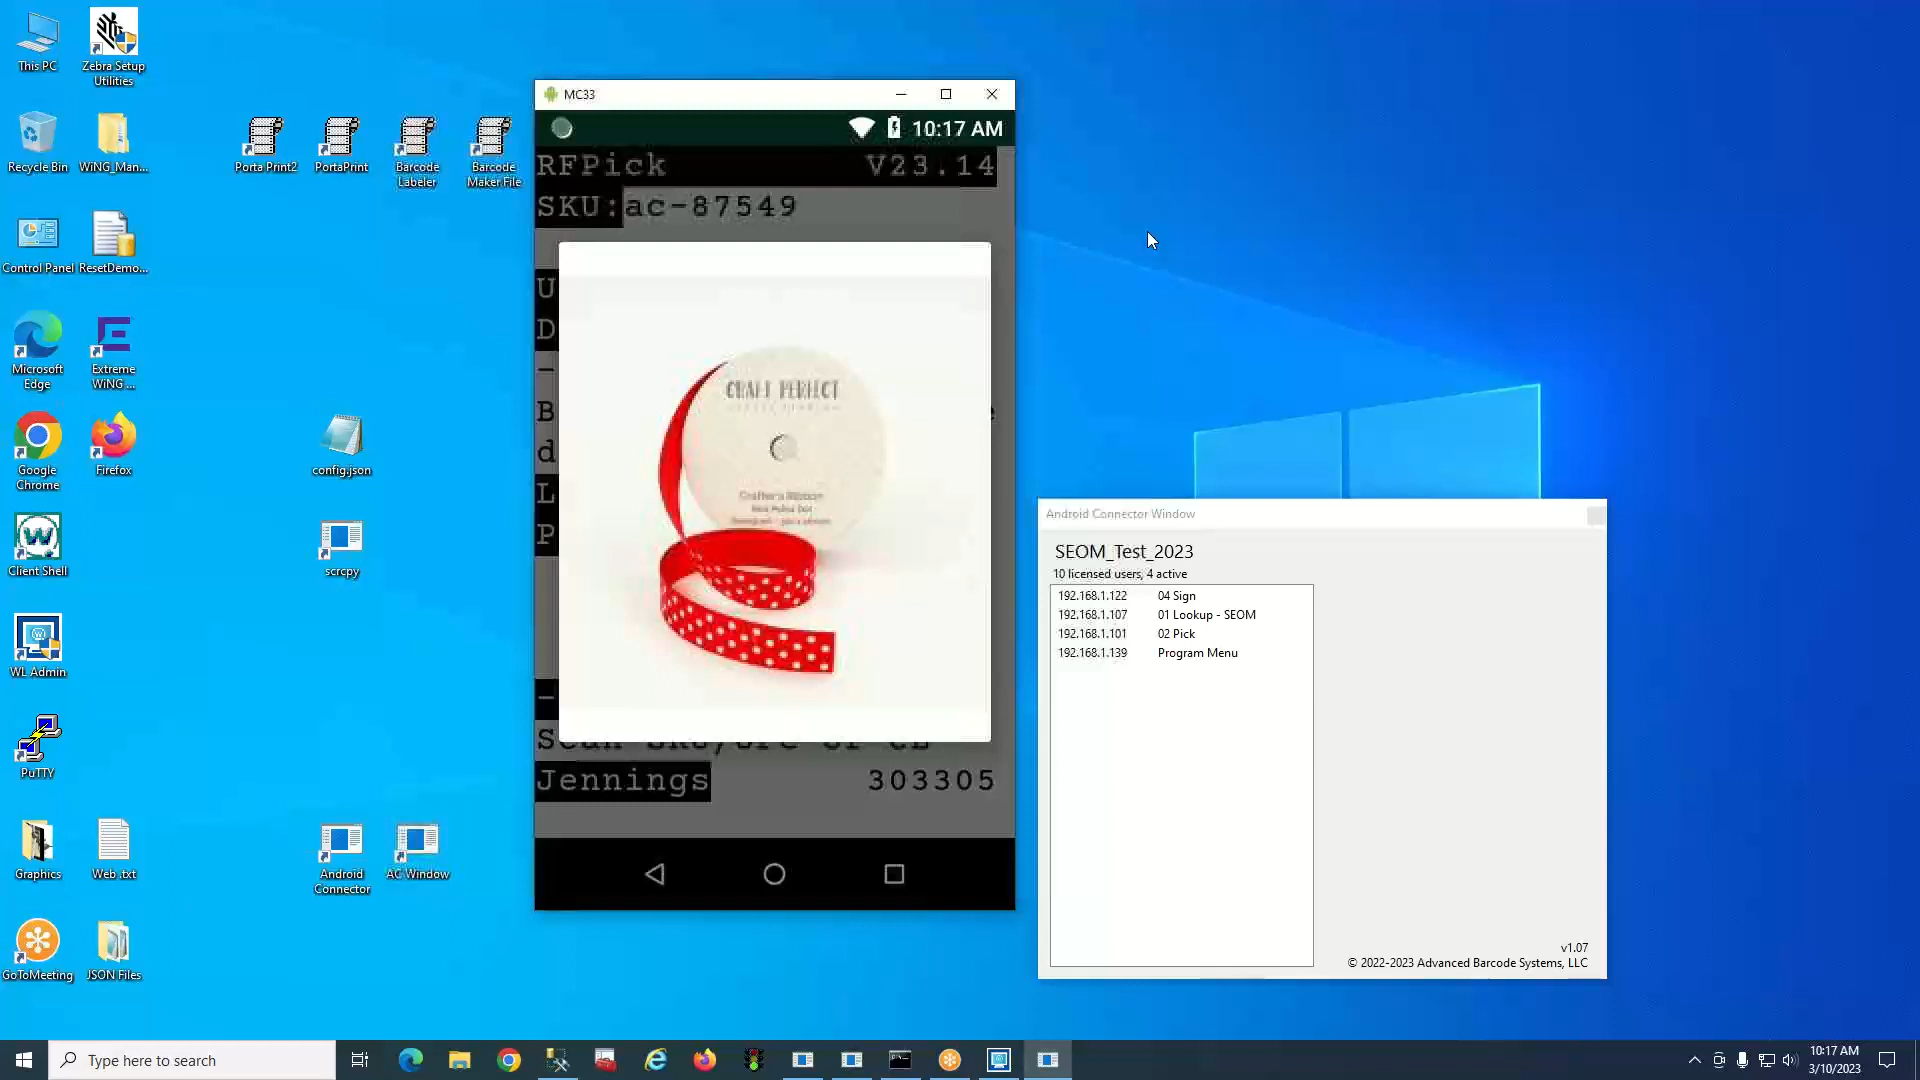 This PC
Zebra Setup
Utilities
Recycle Bin
WiNG_Man...
Porta Print2
PortaPrint
Barcode
Labeler
Barcode
Maker File
Control Panel
ResetDemo...
Microsoft
Edge
Extreme
WiNG ...
Google
Chrome
Firefox
config.json
Client Shell
scrcpy
WL Admin
PuTTY
Graphics
Web .txt
Android
Connector
AC Window
GoToMeeting
JSON Files
MC33
10:17 AM
RFPick V23.14
SKU:ac-87549
U
D
-
B
d
L
P
-
CRAFT PERFECT
Jennings 303305
Android Connector Window
SEOM_Test_2023
10 licensed users, 4 active
192.168.1.122 04 Sign
192.168.1.107 01 Lookup - SEOM
192.168.1.101 02 Pick
192.168.1.139 Program Menu
v1.07
© 2022-2023 Advanced Barcode Systems, LLC
Type here to search
10:17 AM
3/10/2023